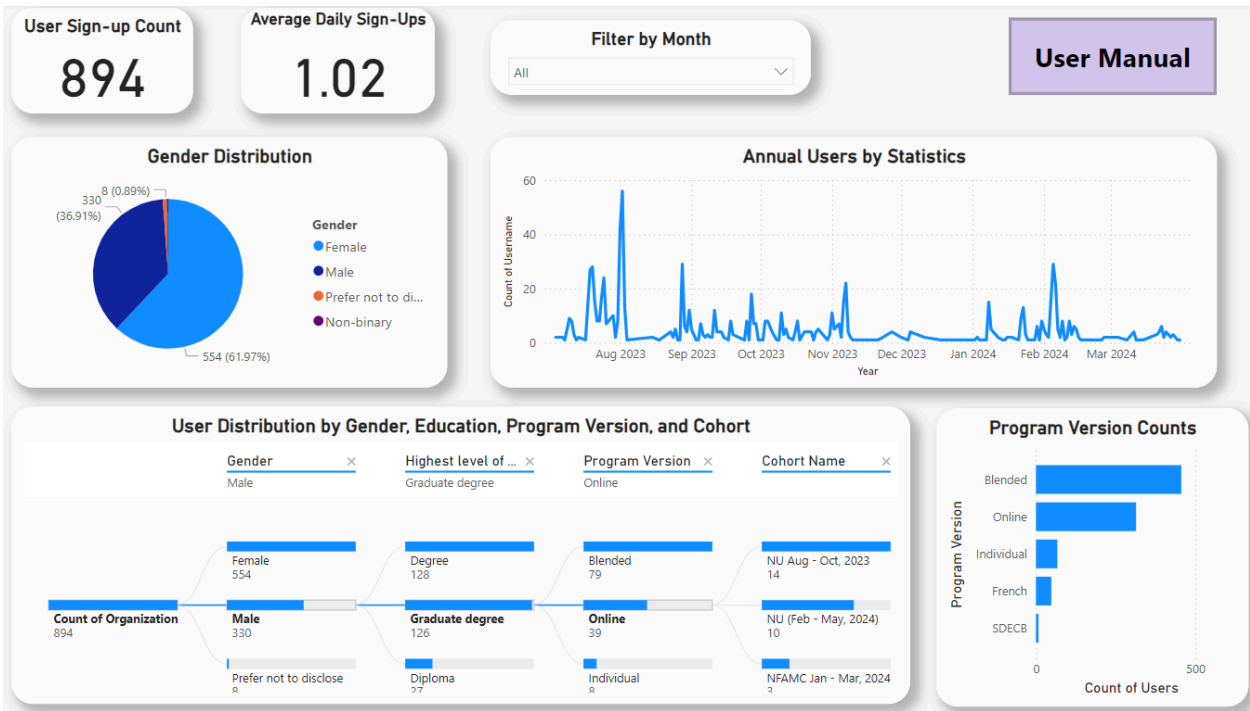 User Sign-up Count
894
Average Daily Sign-Ups
1.02
Filter by Month
All
User Manual
Gender Distribution
8 (0.89%)
330
(36.91%)
554 (61.97%)
Gender
Female
Male
Prefer not to di...
Non-binary
Annual Users by Statistics
Count of Username
60
40
20
0
Aug 2023
Sep 2023
Oct 2023
Nov 2023
Dec 2023
Jan 2024
Feb 2024
Mar 2024
Year
User Distribution by Gender, Education, Program Version, and Cohort
Gender
Male
Highest level of ...
Graduate degree
Program Version
Online
Cohort Name
Count of Organization
894
Female
554
Male
330
Prefer not to disclose
8
Degree
128
Graduate degree
126
Diploma
27
Blended
79
Online
39
Individual
8
NU Aug - Oct, 2023
14
NU (Feb - May, 2024)
10
NFAMC Jan - Mar, 2024
3
Program Version Counts
Program Version
Blended
Online
Individual
French
SDECB
0
500
Count of Users